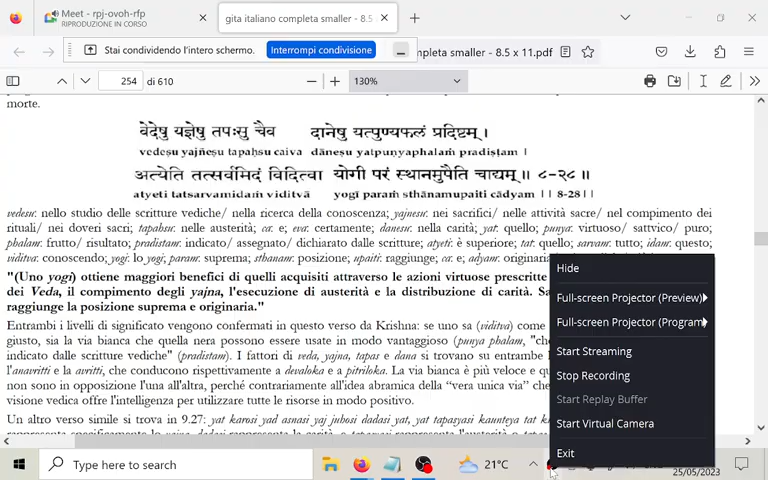 Meet - rpj-ovoh-rfp
RIPRODUZIONE IN CORSO
gita italiano completa smaller - 8.5
Stai condividendo l'intero schermo.
Interrompi condivisione
mpleta smaller - 8.5 x 11.pdf
254 di 610
130%
morte.
वेदेषु यज्ञेषु तपःसु चैव दानेषु यत्पुण्यफलं प्रदिष्टम् ।
vedeṣu yajñeṣu tapaḥsu caiva dāneṣu yatpuṇyaphalaṁ pradiṣṭam |
अत्येति तत्सर्वमिदं विदित्वा योगी परं स्थानमुपैति चाद्यम् ॥ ८-२८ ॥
atyeti tatsarvamidaṁ viditvā yogī paraṁ sthānamupaiti cādyam || 8-28||
vedesu: nello studio delle scritture vediche/ nella ricerca della conoscenza; yajnesu: nei sacrifici/ nelle attività sacre/ nel compimento dei
rituali/ nei doveri sacri; tapahsu: nelle austerità; ca: e; eva: certamente; danesu: nella carità; yat: quello; punya: virtuoso/ sattvico/ puro;
phalam: frutto/ risultato; pradistam: indicato/ assegnato/ dichiarato dalle scritture; atyeti: è superiore; tat: quello; sarvam: tutto; idam: questo;
viditva: conoscendo; yogi: lo yogi; param: suprema; sthanam: posizione; upaiti: raggiunge; ca: e; adyam: originaria
"(Uno yogi) ottiene maggiori benefici di quelli acquisiti attraverso le azioni virtuose prescritte
dei Veda, il compimento degli yajna, l'esecuzione di austerità e la distribuzione di carità. Sa
raggiunge la posizione suprema e originaria."
Entrambi i livelli di significato vengono confermati in questo verso da Krishna: se uno sa (viditva) come
giusto, sia la via bianca che quella nera possono essere usate in modo vantaggioso (punya phalam, "che
indicato dalle scritture vediche" (pradistam). I fattori di veda, yajna, tapas e dana si trovano su entrambe
l'anavritti e la avritti, che conducono rispettivamente a devaloka e a pitriloka. La via bianca è più veloce e
non sono in opposizione l'una all'altra, perché contrariamente all'idea abramica della "vera unica via"
visione vedica offre l'intelligenza per utilizzare tutte le risorse in modo positivo.
Un altro verso simile si trova in 9.27: yat karosi yad asnasi yaj juhosi dadasi yat, yat tapasyasi kaunteya tat
Hide
Full-screen Projector (Preview)
Full-screen Projector (Program)
Start Streaming
Stop Recording
Start Replay Buffer
Start Virtual Camera
Exit
Type here to search
21°C
25/05/2023